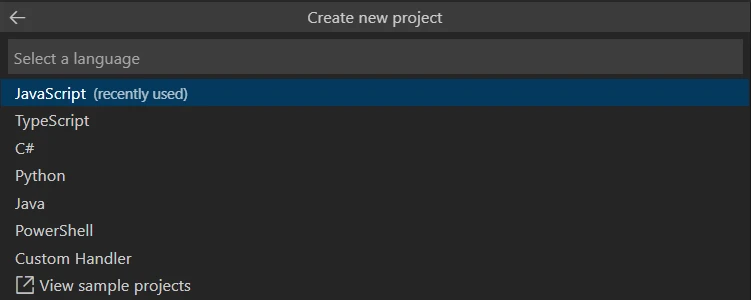 Create new project
Select a language
JavaScript (recently used)
TypeScript
C#
Python
Java
PowerShell
Custom Handler
View sample projects